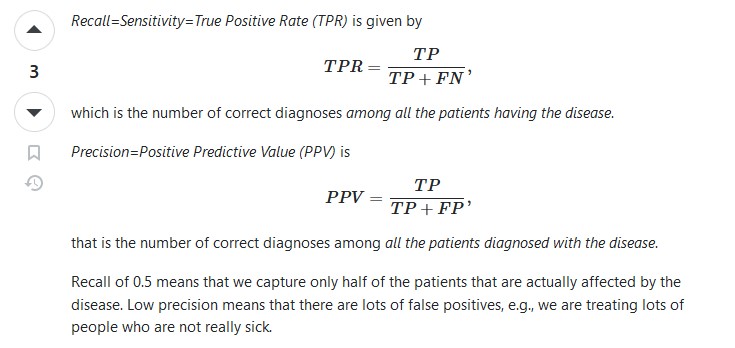 Recall=Sensitivity=True Positive Rate (TPR) is given by
TPR = TP / (TP + FN),
3
which is the number of correct diagnoses among all the patients having the disease.
Precision=Positive Predictive Value (PPV) is
PPV = TP / (TP + FP),
that is the number of correct diagnoses among all the patients diagnosed with the disease.
Recall of 0.5 means that we capture only half of the patients that are actually affected by the
disease. Low precision means that there are lots of false positives, e.g., we are treating lots of
people who are not really sick.